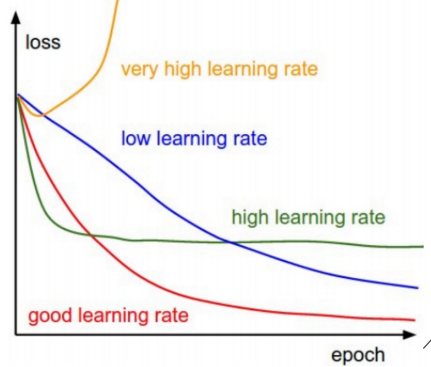 loss
very high learning rate
low learning rate
high learning rate
good learning rate
epoch